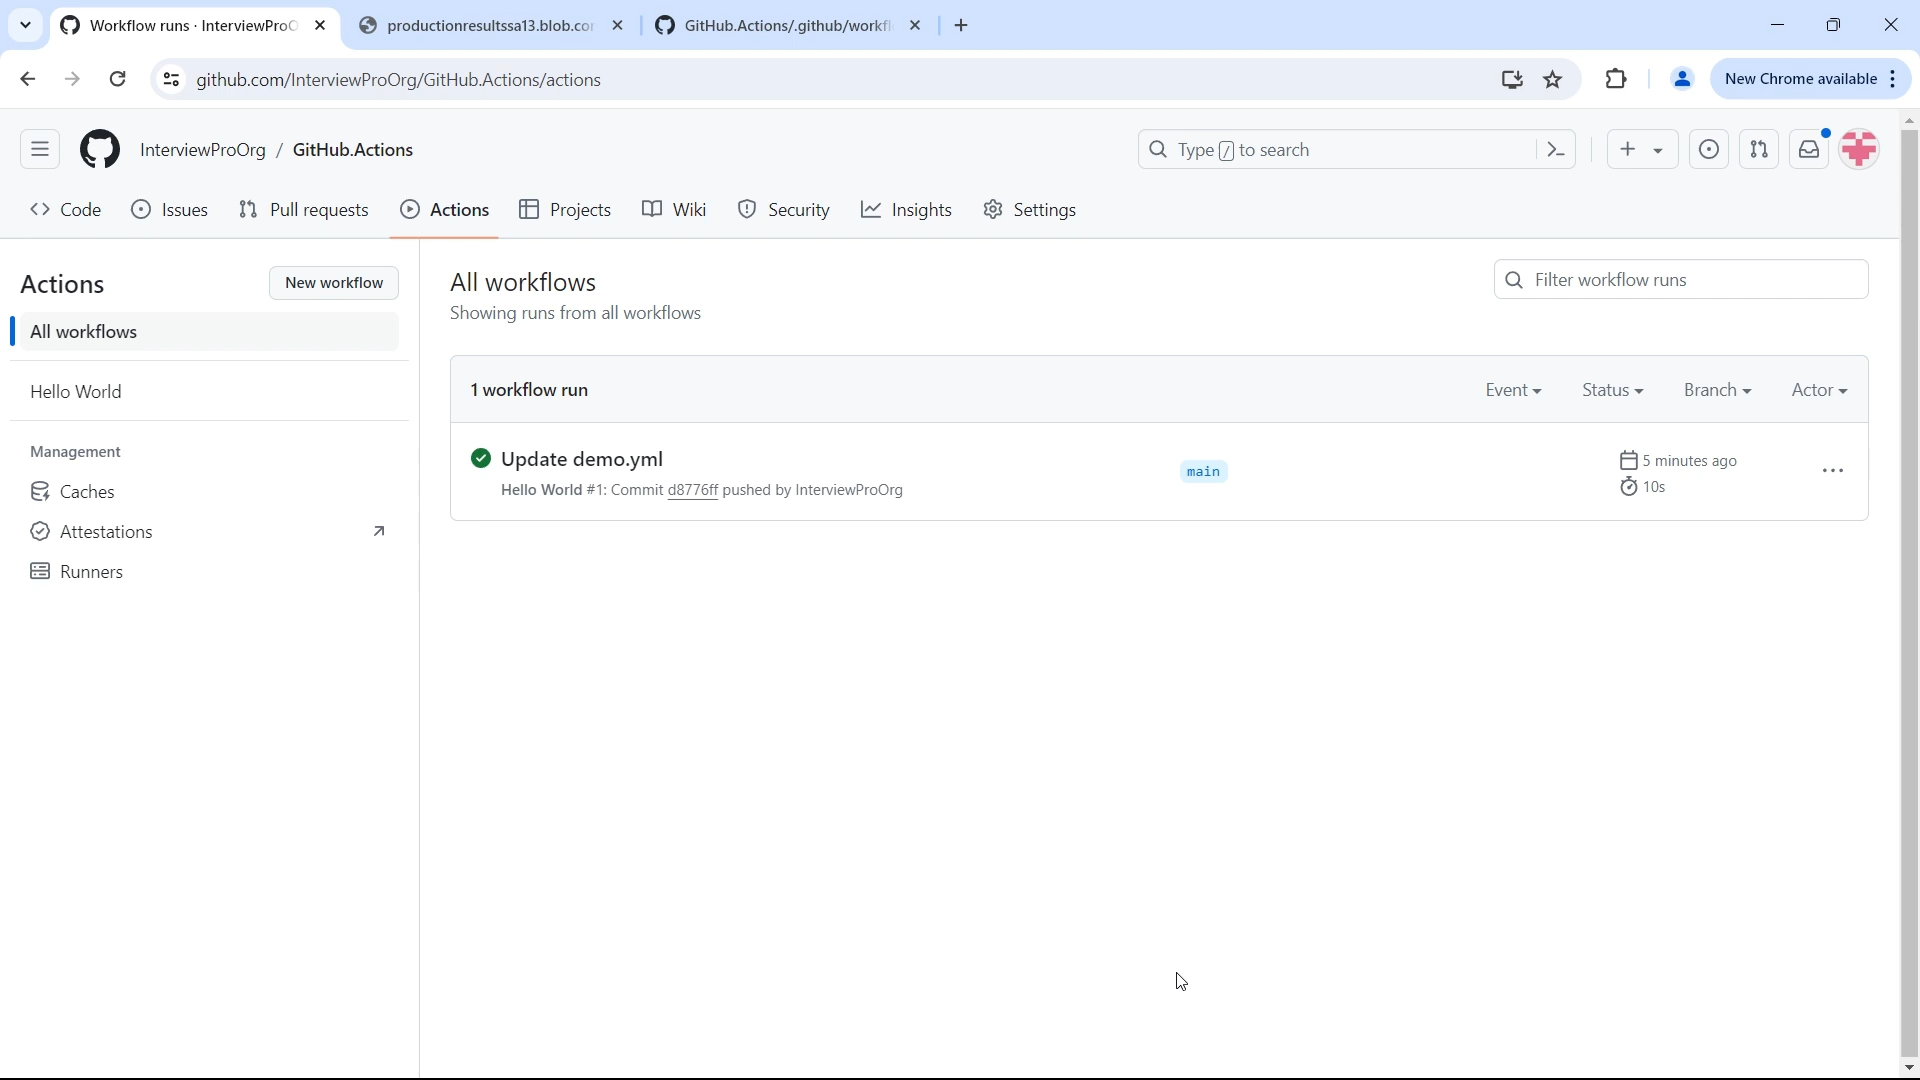 Workflow runs · InterviewProO
productionresultssa13.blob.cor
GitHub.Actions/.github/workfl
github.com/InterviewProOrg/GitHub.Actions/actions
New Chrome available
InterviewProOrg / GitHub.Actions
Type / to search
Code
Issues
Pull requests
Actions
Projects
Wiki
Security
Insights
Settings
Actions
New workflow
All workflows
Hello World
Management
Caches
Attestations
Runners
All workflows
Showing runs from all workflows
Filter workflow runs
1 workflow run
Event
Status
Branch
Actor
Update demo.yml
Hello World #1: Commit d8776ff pushed by InterviewProOrg
main
5 minutes ago
10s